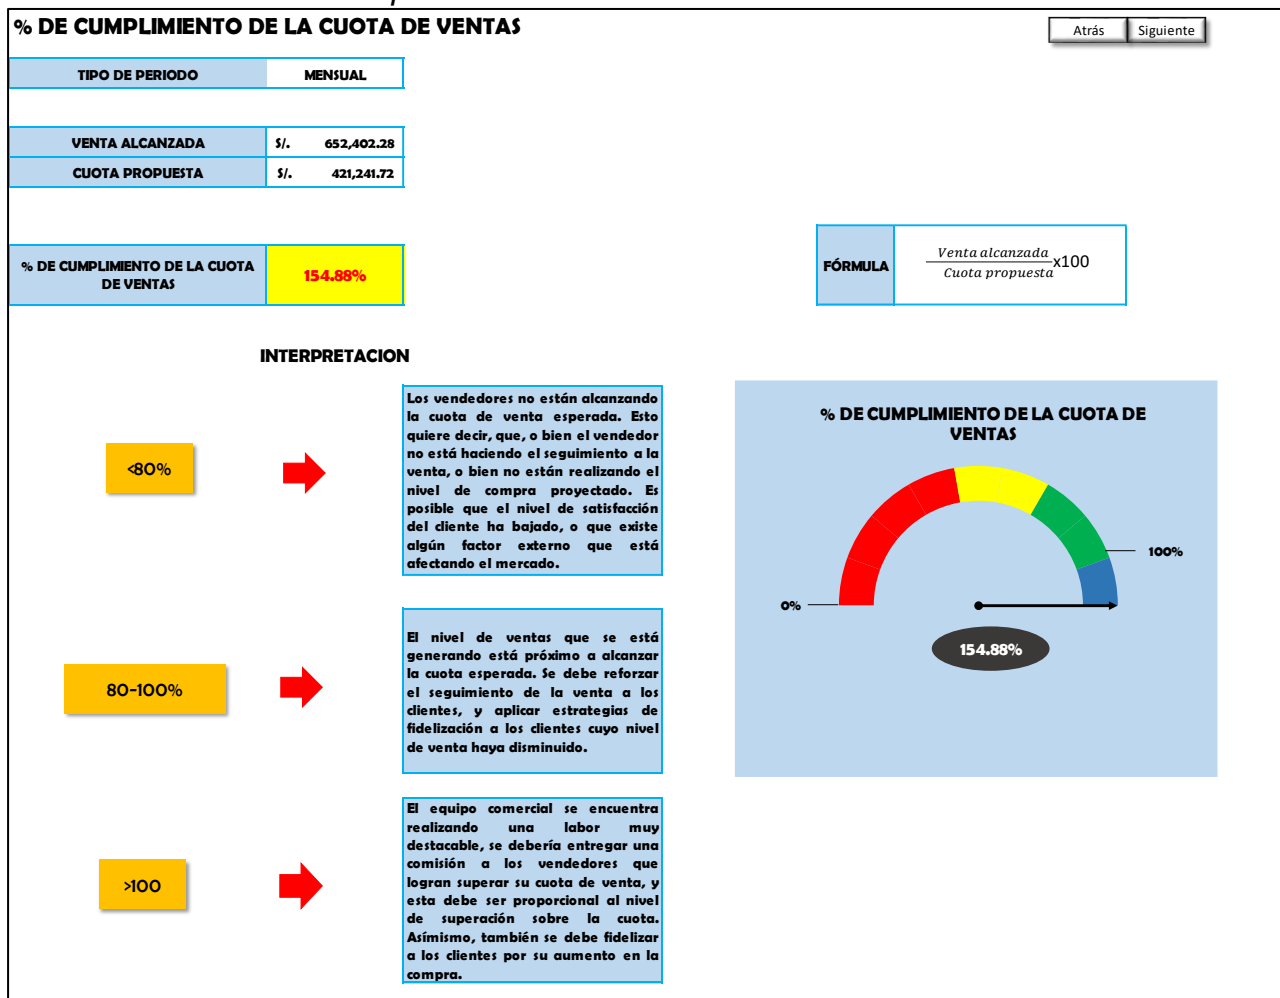 % DE CUMPLIMIENTO DE LA CUOTA DE VENTAS
Atrás Siguiente
TIPO DE PERIODO MENSUAL
VENTA ALCANZADA S/. 652,402.28
CUOTA PROPUESTA S/. 421,241.72
% DE CUMPLIMIENTO DE LA CUOTA
DE VENTAS
154.88%
FÓRMULA
Venta alcanzada
Cuota propuesta
x100
INTERPRETACION
<80%
Los vendedores no están alcanzando
la cuota de venta esperada. Esto
quiere decir, que, o bien el vendedor
no está haciendo el seguimiento a la
venta, o bien no están realizando el
nivel de compra proyectado. Es
posible que el nivel de satisfacción
del cliente ha bajado, o que existe
algún factor externo que está
afectando el mercado.
80-100%
El nivel de ventas que se está
generando está próximo a alcanzar
la cuota esperada. Se debe reforzar
el seguimiento de la venta a los
clientes, y aplicar estrategias de
fidelización a los clientes cuyo nivel
de venta haya disminuido.
>100
El equipo comercial se encuentra
realizando una labor muy
destacable, se debería entregar una
comisión a los vendedores que
logran superar su cuota de venta, y
esta debe ser proporcional al nivel
de superación sobre la cuota.
Asímismo, también se debe fidelizar
a los clientes por su aumento en la
compra.
% DE CUMPLIMIENTO DE LA CUOTA DE
VENTAS
100%
0%
154.88%